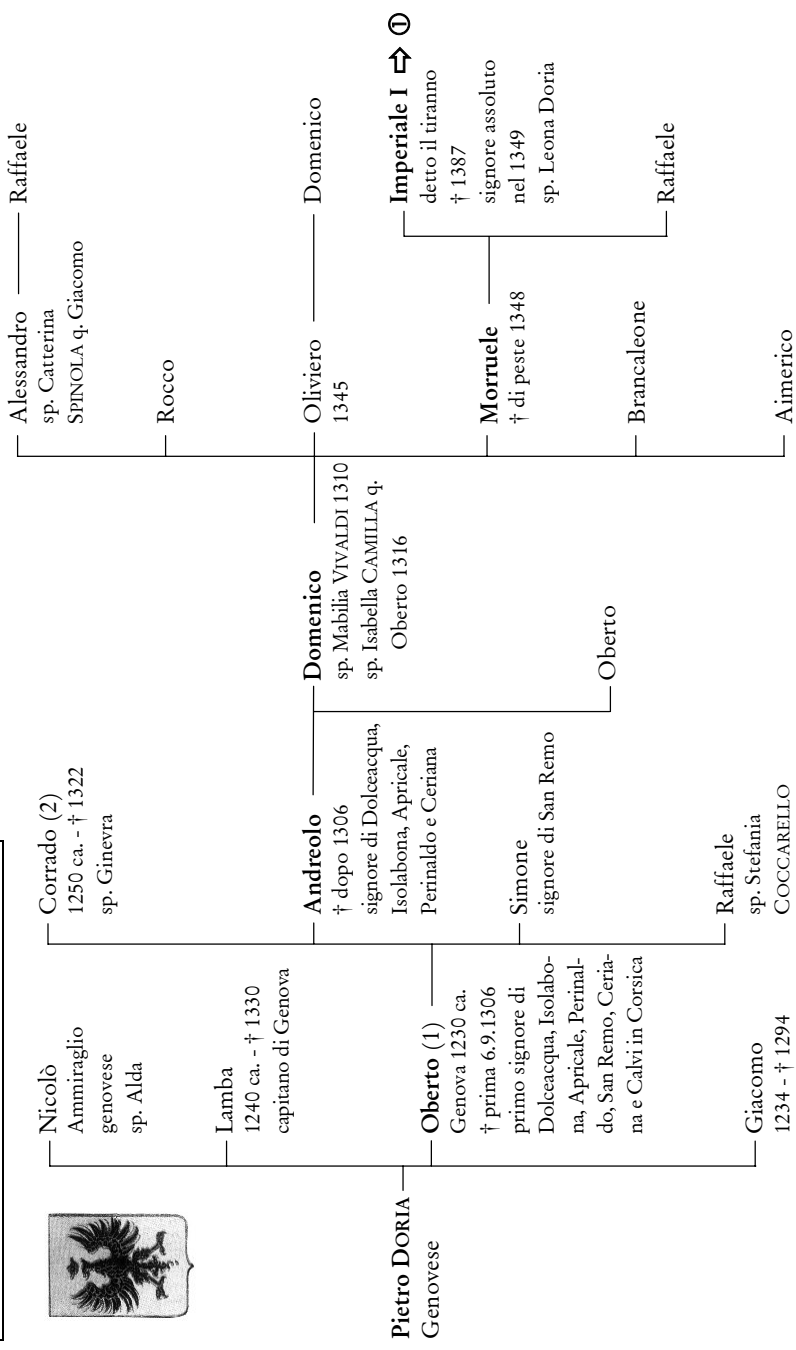 Pietro DORIA
Genovese
Nicolò
Ammiraglio
genovese
sp. Alda
Lamba
1240 ca. - † 1330
capitano di Genova
Oberto (1)
Genova 1230 ca.
† prima 6.9.1306
primo signore di
Dolceacqua, Isolabo-
na, Apricale, Perinal-
do, San Remo, Ceria-
na e Calvi in Corsica
Giacomo
1234 - † 1294
Corrado (2)
1250 ca. - † 1322
sp. Ginevra
Andreolo
† dopo 1306
signore di Dolceacqua,
Isolabona, Apricale,
Perinaldo e Ceriana
Simone
signore di San Remo
Raffaele
sp. Stefania
COCCARELLO
Domenico
sp. Mabilia VIVALDI 1310
sp. Isabella CAMILLA q.
Oberto 1316
Oberto
Alessandro
sp. Catterina
SPINOLA q. Giacomo
Rocco
Oliviero
1345
Morruele
† di peste 1348
Brancaleone
Aimerico
Raffaele
Domenico
Imperiale I ⇨ ①
detto il tiranno
† 1387
signore assoluto
nel 1349
sp. Leona Doria
Raffaele